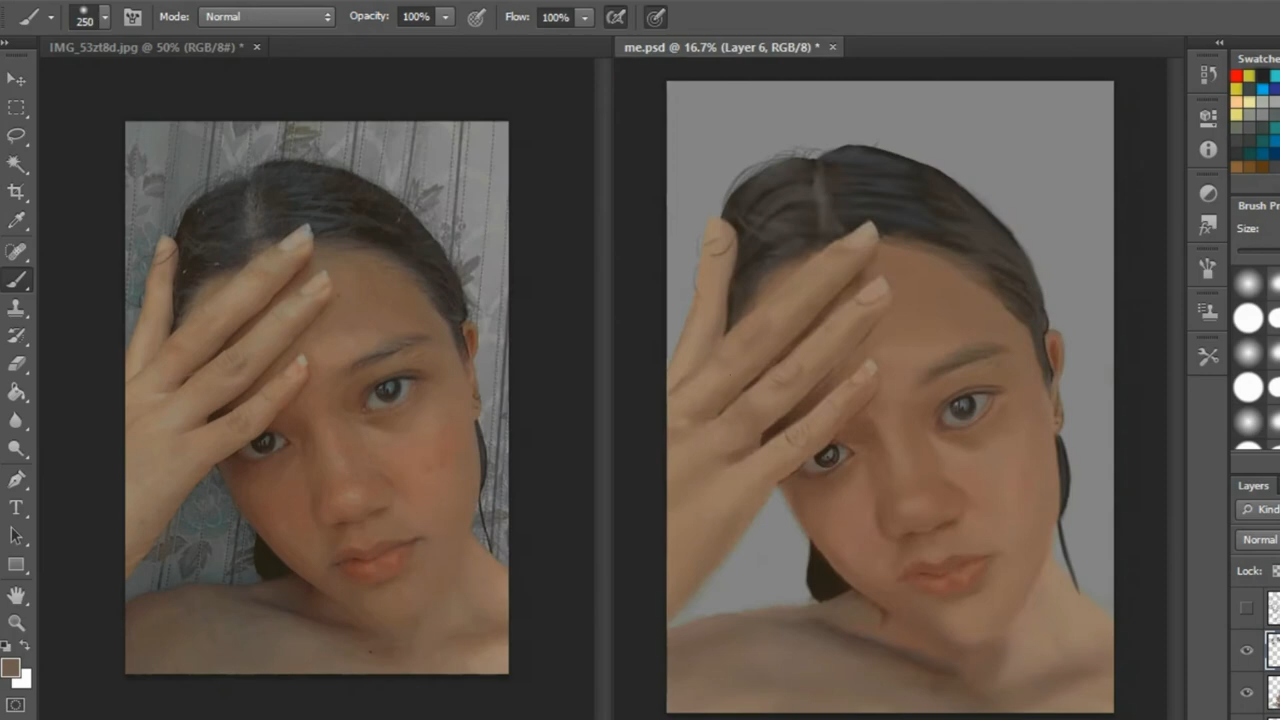 250 Mode: Normal Opacity: 100% Flow: 100%
IMG_53zt8d.jpg @ 50% (RGB/8#) * ×
me.psd @ 16.7% (Layer 6, RGB/8) * ×
Swatche
Brush Pr
Size:
Layers
Kind
Normal
Lock:
T